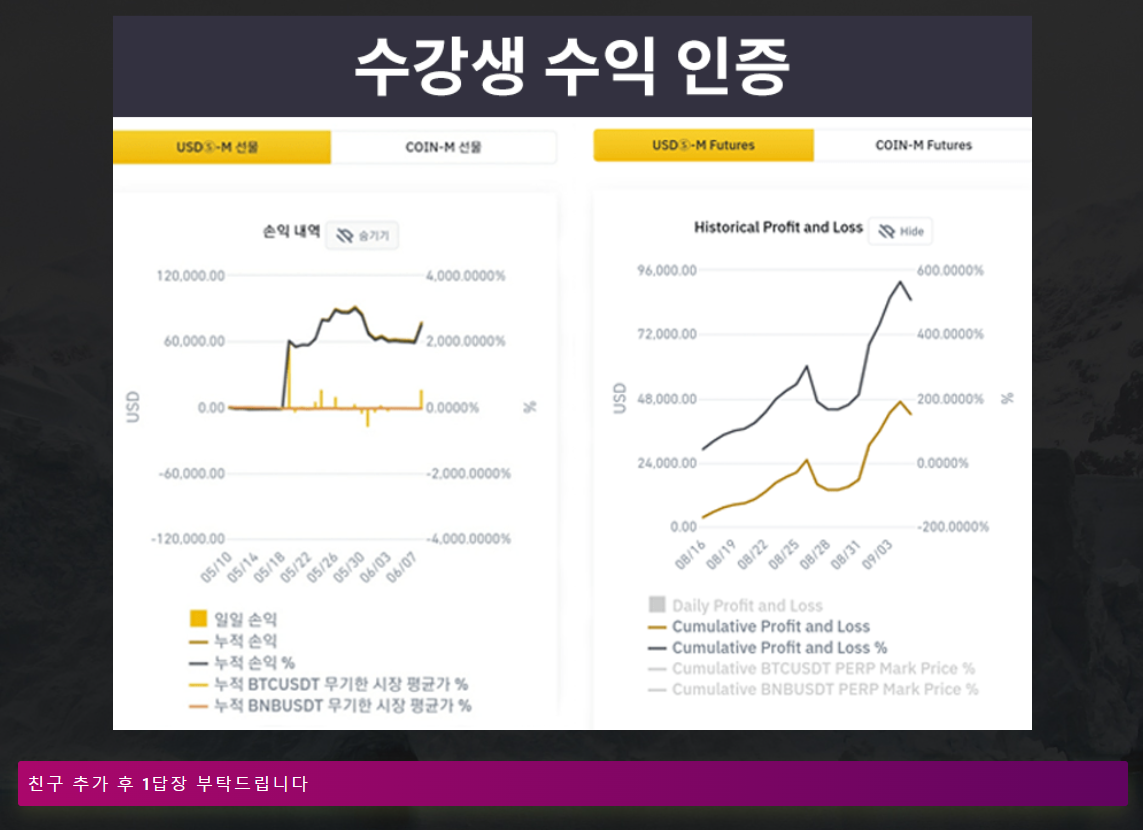 수강생 수익 인증
USDⓈ-M 선물 COIN-M 선물
손익 내역 숨기기
120,000.00 4,000.0000%
60,000.00 2,000.0000%
0.00 0.0000%
-60,000.00 -2,000.0000%
-120,000.00 -4,000.0000%
USD %
05/10 05/14 05/18 05/22 05/26 05/30 06/03 06/07
일일 손익
누적 손익
누적 손익 %
누적 BTCUSDT 무기한 시장 평균가 %
누적 BNBUSDT 무기한 시장 평균가 %
USDⓈ-M Futures COIN-M Futures
Historical Profit and Loss Hide
96,000.00 600.0000%
72,000.00 400.0000%
48,000.00 200.0000%
24,000.00 0.0000%
0.00 -200.0000%
USD %
08/16 08/19 08/22 08/25 08/28 08/31 09/03
Daily Profit and Loss
Cumulative Profit and Loss
Cumulative Profit and Loss %
Cumulative BTCUSDT PERP Mark Price %
Cumulative BNBUSDT PERP Mark Price %
친구 추가 후 1답장 부탁드립니다